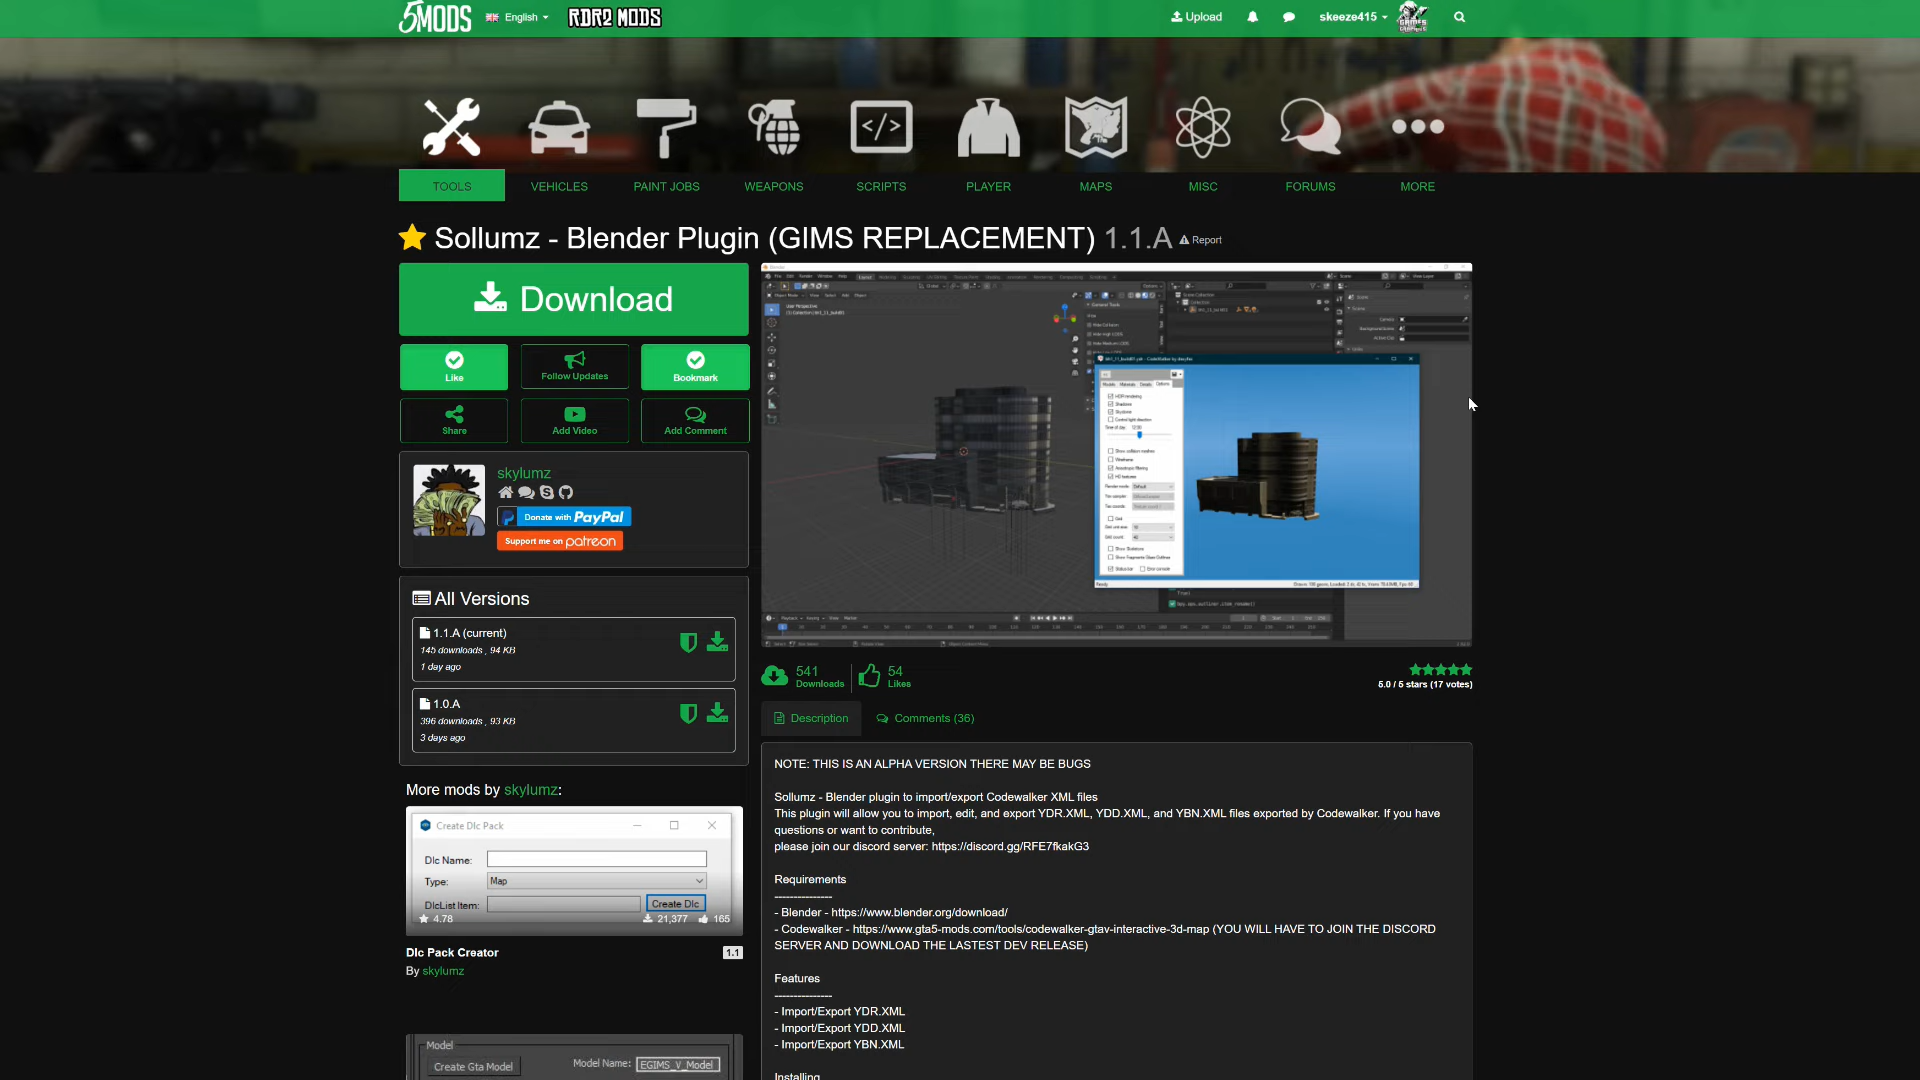 5MODS
English
RDR2 MODS
Upload
skeeze415
TOOLS
VEHICLES
PAINT JOBS
WEAPONS
SCRIPTS
PLAYER
MAPS
MISC
FORUMS
MORE
Sollumz - Blender Plugin (GIMS REPLACEMENT) 1.1.A Report
Download
Like
Follow Updates
Bookmark
Share
Add Video
Add Comment
skylumz
Donate with PayPal
Support me on patreon
All Versions
1.1.A (current)
145 downloads , 94 KB
1 day ago
1.0.A
396 downloads , 93 KB
3 days ago
More mods by skylumz:
Create Dlc Pack
Dlc Name:
Type: Map
DlcListItem: Create Dlc
4.78 21,377 165
Dlc Pack Creator 1.1
By skylumz
Model
Create Gta Model Model Name: EGIMS_V_Model
541
Downloads
54
Likes
5.0 / 5 stars (17 votes)
Description
Comments (36)
NOTE: THIS IS AN ALPHA VERSION THERE MAY BE BUGS
Sollumz - Blender plugin to import/export Codewalker XML files
This plugin will allow you to import, edit, and export YDR.XML, YDD.XML, and YBN.XML files exported by Codewalker. If you have
questions or want to contribute,
please join our discord server: https://discord.gg/RFE7fkakG3
Requirements
---------------
- Blender - https://www.blender.org/download/
- Codewalker - https://www.gta5-mods.com/tools/codewalker-gtav-interactive-3d-map (YOU WILL HAVE TO JOIN THE DISCORD
SERVER AND DOWNLOAD THE LASTEST DEV RELEASE)
Features
---------------
- Import/Export YDR.XML
- Import/Export YDD.XML
- Import/Export YBN.XML
Installing